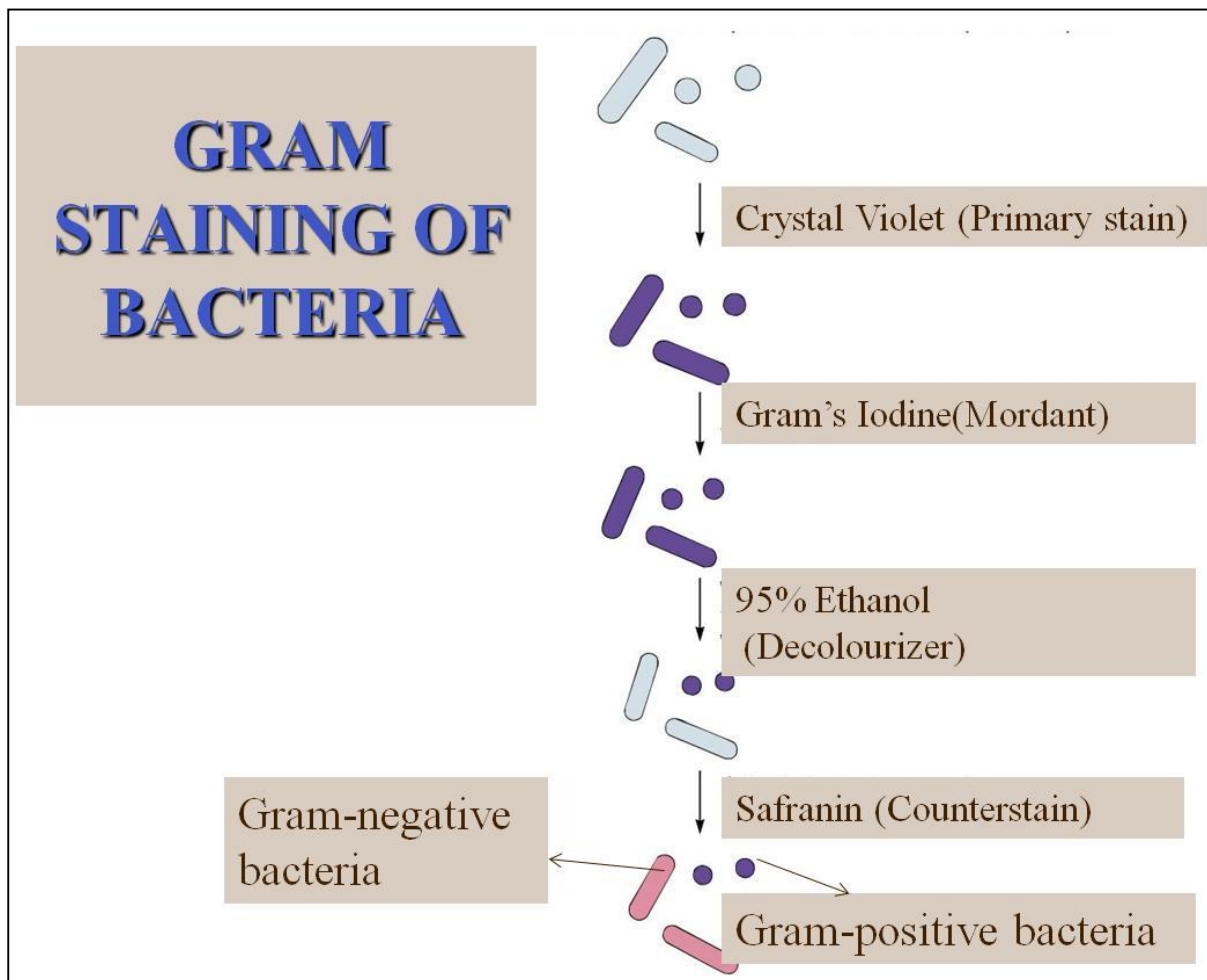 GRAM
STAINING OF
BACTERIA
Crystal Violet (Primary stain)
Gram’s Iodine(Mordant)
95% Ethanol
(Decolourizer)
Safranin (Counterstain)
Gram-negative
bacteria
Gram-positive bacteria